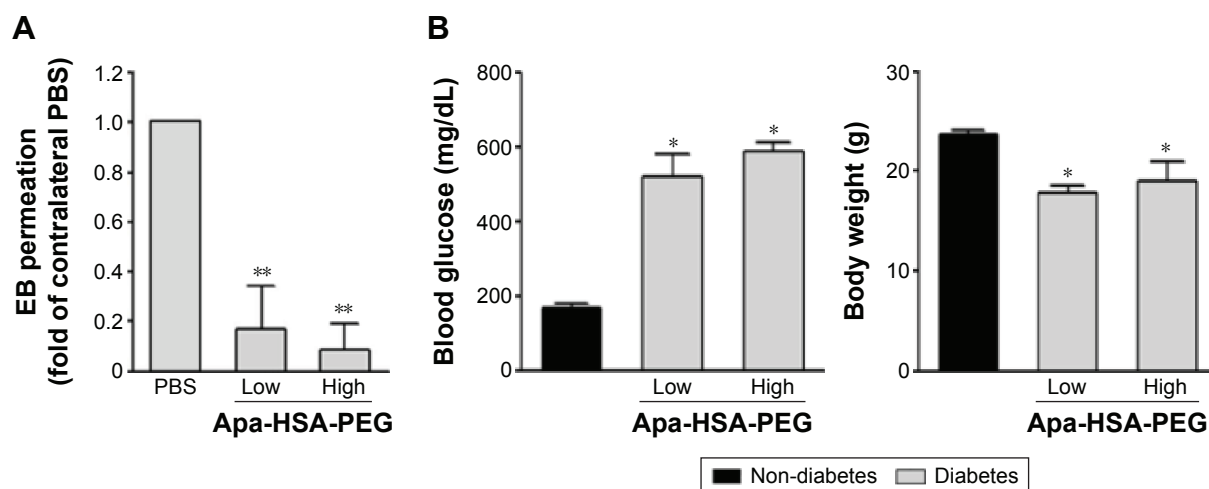 A
EB permeation
(fold of contralateral PBS)
1.2
1.0
0.8
0.6
0.4
0.2
0
**
**
PBS Low High
Apa-HSA-PEG
B
Blood glucose (mg/dL)
800
600
400
200
0
*
*
Low High
Apa-HSA-PEG
Body weight (g)
30
20
10
0
*
*
Low High
Apa-HSA-PEG
Non-diabetes Diabetes